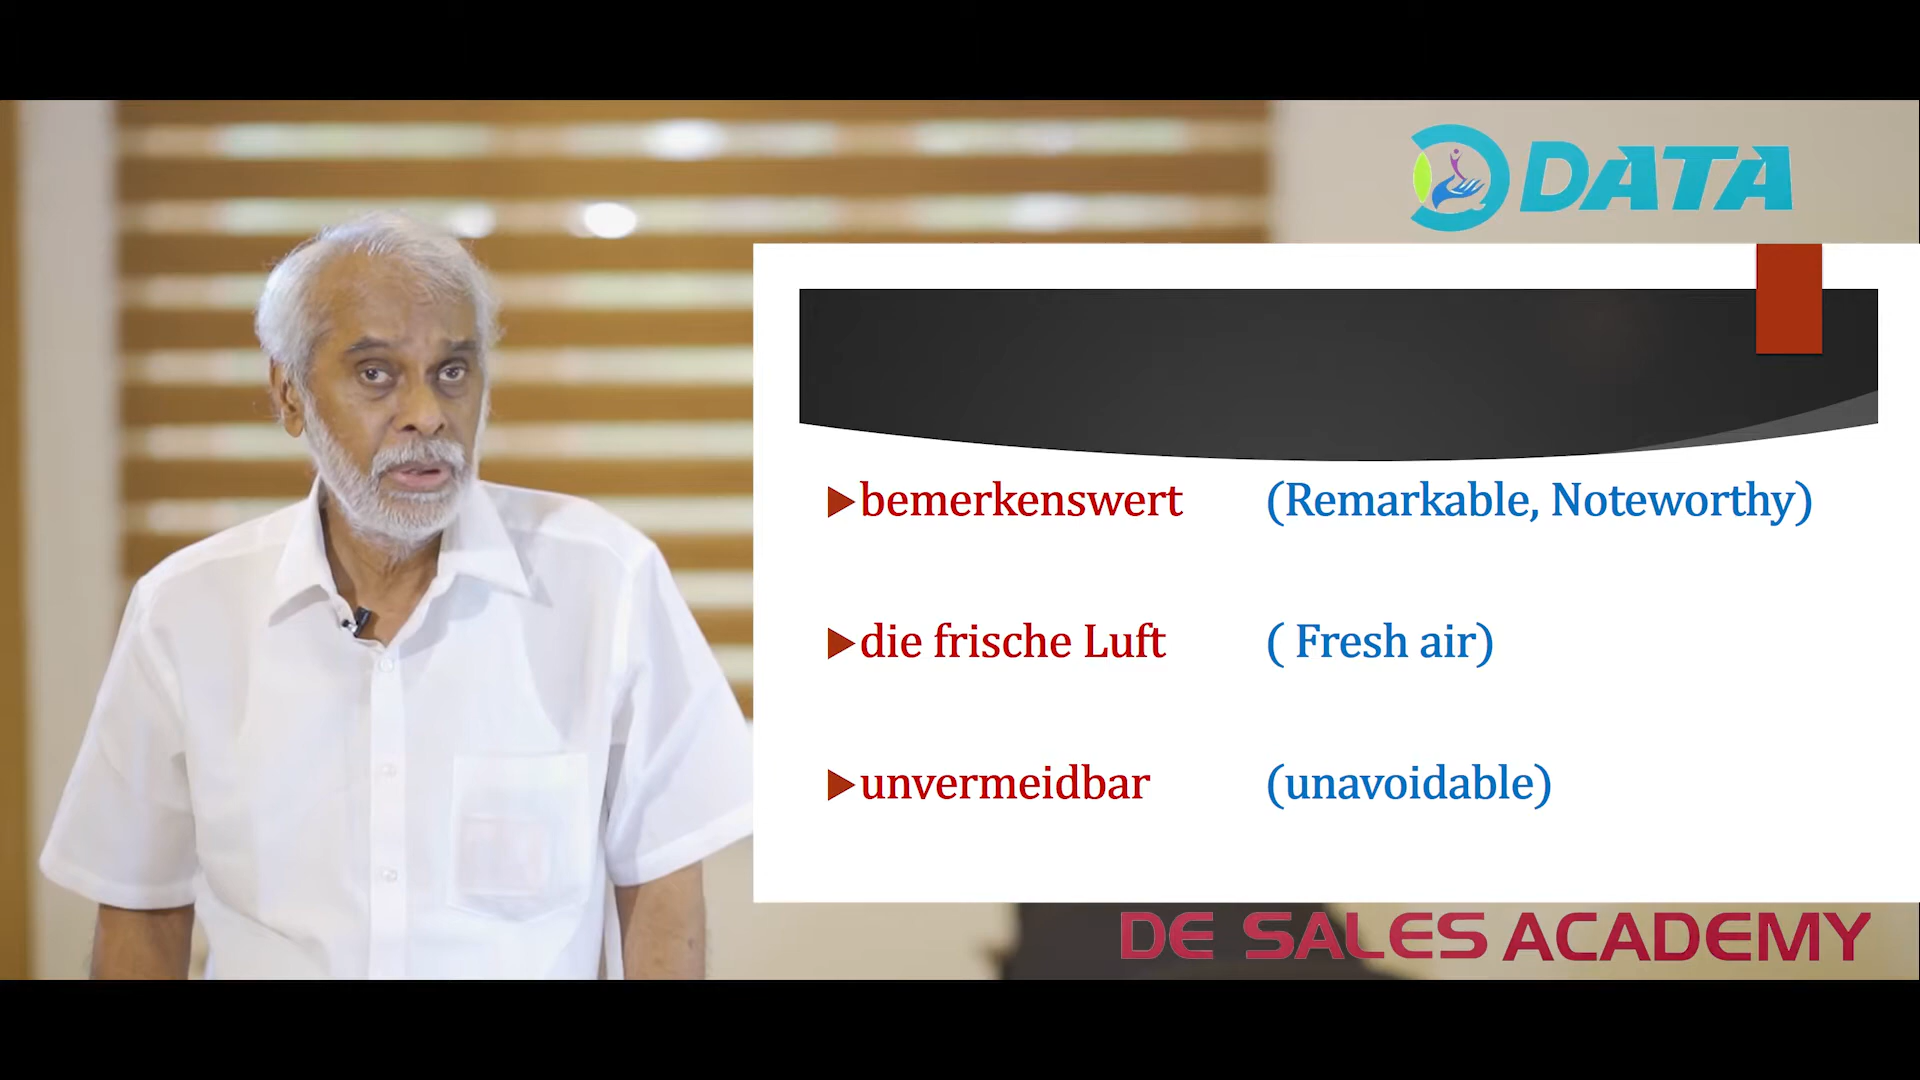 DATA
bemerkenswert (Remarkable, Noteworthy)
die frische Luft ( Fresh air)
unvermeidbar (unavoidable)
DE SALES ACADEMY